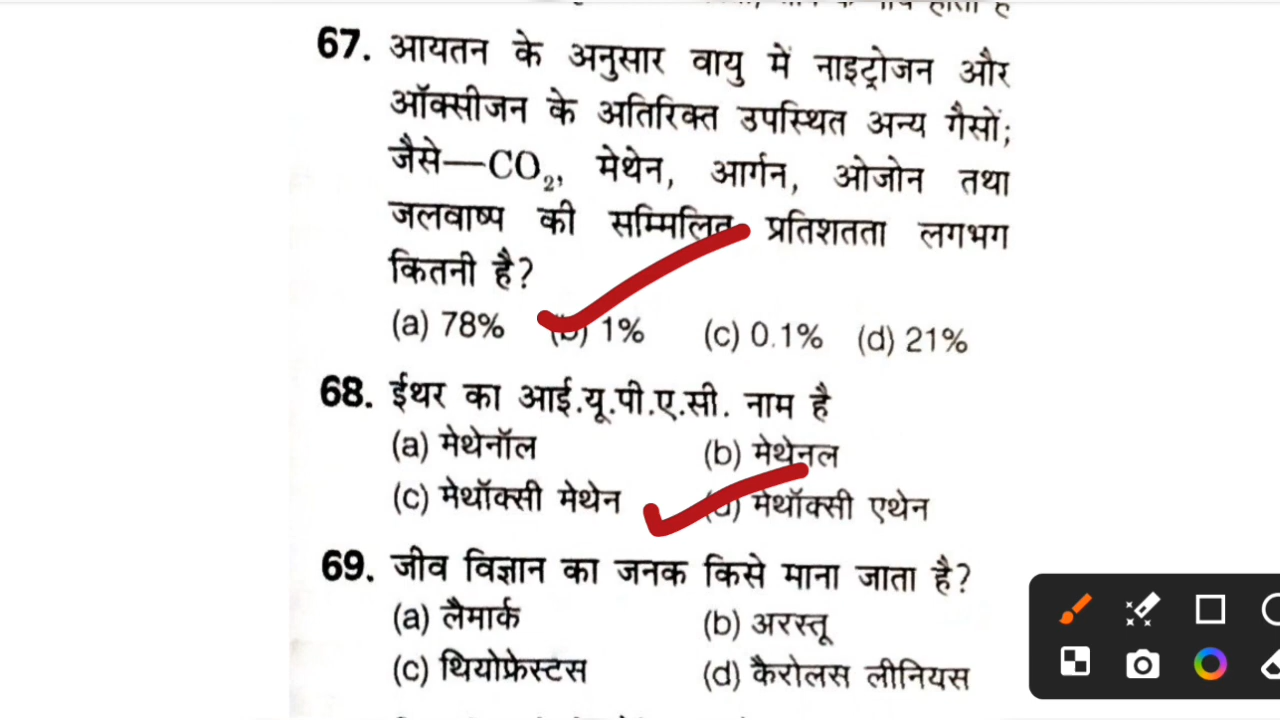 67. आयतन के अनुसार वायु में नाइट्रोजन और
ऑक्सीजन के अतिरिक्त उपस्थित अन्य गैसों;
जैसे—CO₂, मेथेन, आर्गन, ओजोन तथा
जलवाष्प की सम्मिलित प्रतिशतता लगभग
कितनी है?
(a) 78% (b) 1% (c) 0.1% (d) 21%
68. ईथर का आई.यू.पी.ए.सी. नाम है
(a) मेथेनॉल (b) मेथेनल
(c) मेथॉक्सी मेथेन (d) मेथॉक्सी एथेन
69. जीव विज्ञान का जनक किसे माना जाता है?
(a) लैमार्क (b) अरस्तू
(c) थियोफ्रेस्टस (d) कैरोलस लीनियस